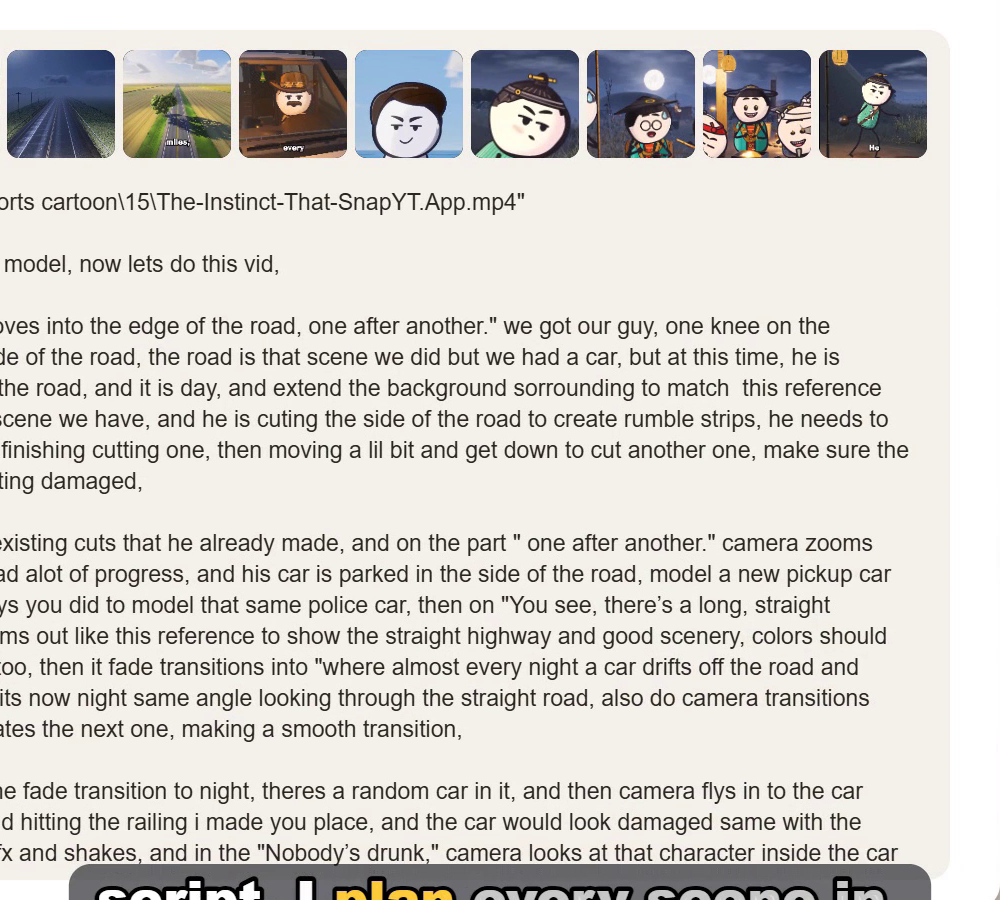 miles,
every
He
orts cartoon\15\The-Instinct-That-SnapYT.App.mp4"
model, now lets do this vid,
oves into the edge of the road, one after another." we got our guy, one knee on the
de of the road, the road is that scene we did but we had a car, but at this time, he is
the road, and it is day, and extend the background sorrounding to match this reference
scene we have, and he is cuting the side of the road to create rumble strips, he needs to
finishing cutting one, then moving a lil bit and get down to cut another one, make sure the
ting damaged,
existing cuts that he already made, and on the part " one after another." camera zooms
ad alot of progress, and his car is parked in the side of the road, model a new pickup car
ys you did to model that same police car, then on "You see, there’s a long, straight
ms out like this reference to show the straight highway and good scenery, colors should
too, then it fade transitions into "where almost every night a car drifts off the road and
its now night same angle looking through the straight road, also do camera transitions
ates the next one, making a smooth transition,
ne fade transition to night, theres a random car in it, and then camera flys in to the car
d hitting the railing i made you place, and the car would look damaged same with the
fx and shakes, and in the "Nobody’s drunk," camera looks at that character inside the car
script, I plan every scene in